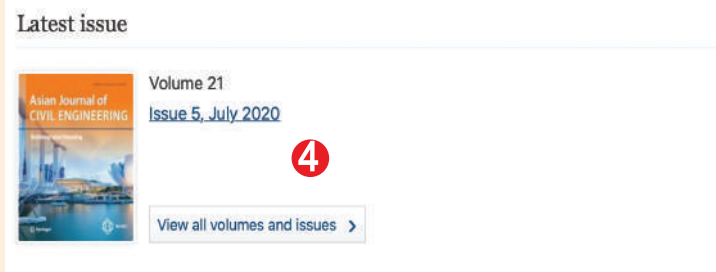 Latest issue
Volume 21
Asian Journal of
CIVIL ENGINEERING
Issue 5, July 2020
4
View all volumes and issues
Springer